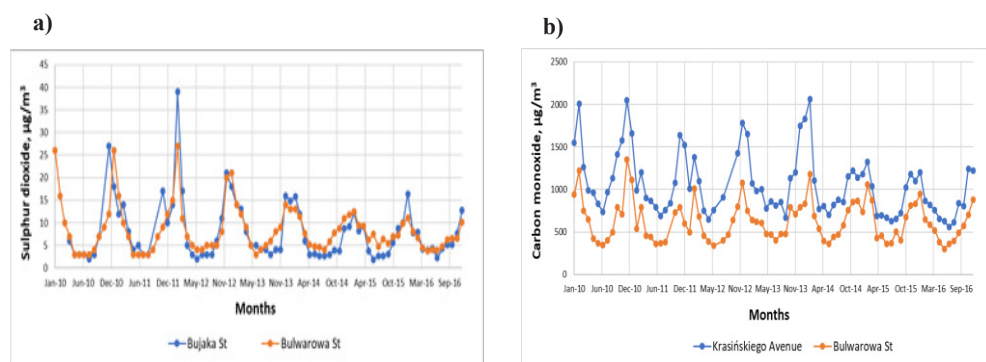 a)
45
40
35
30
25
20
15
10
5
0
Sulphur dioxide, µg/m³
Jan-10 Jun-10 Dec-10 Jun-11 Dec-11 May-12 Nov-12 May-13 Nov-13 Apr-14 Oct-14 Apr-15 Oct-15 Mar-16 Sep-16
Months
Bujaka St Bulwarowa St
b)
2500
2000
1500
1000
500
0
Carbon monoxide, µg/m³
Jan-10 Jun-10 Dec-10 Jun-11 Dec-11 May-12 Nov-12 May-13 Nov-13 Apr-14 Oct-14 Apr-15 Oct-15 Mar-16 Sep-16
Months
Krasińskiego Avenue Bulwarowa St